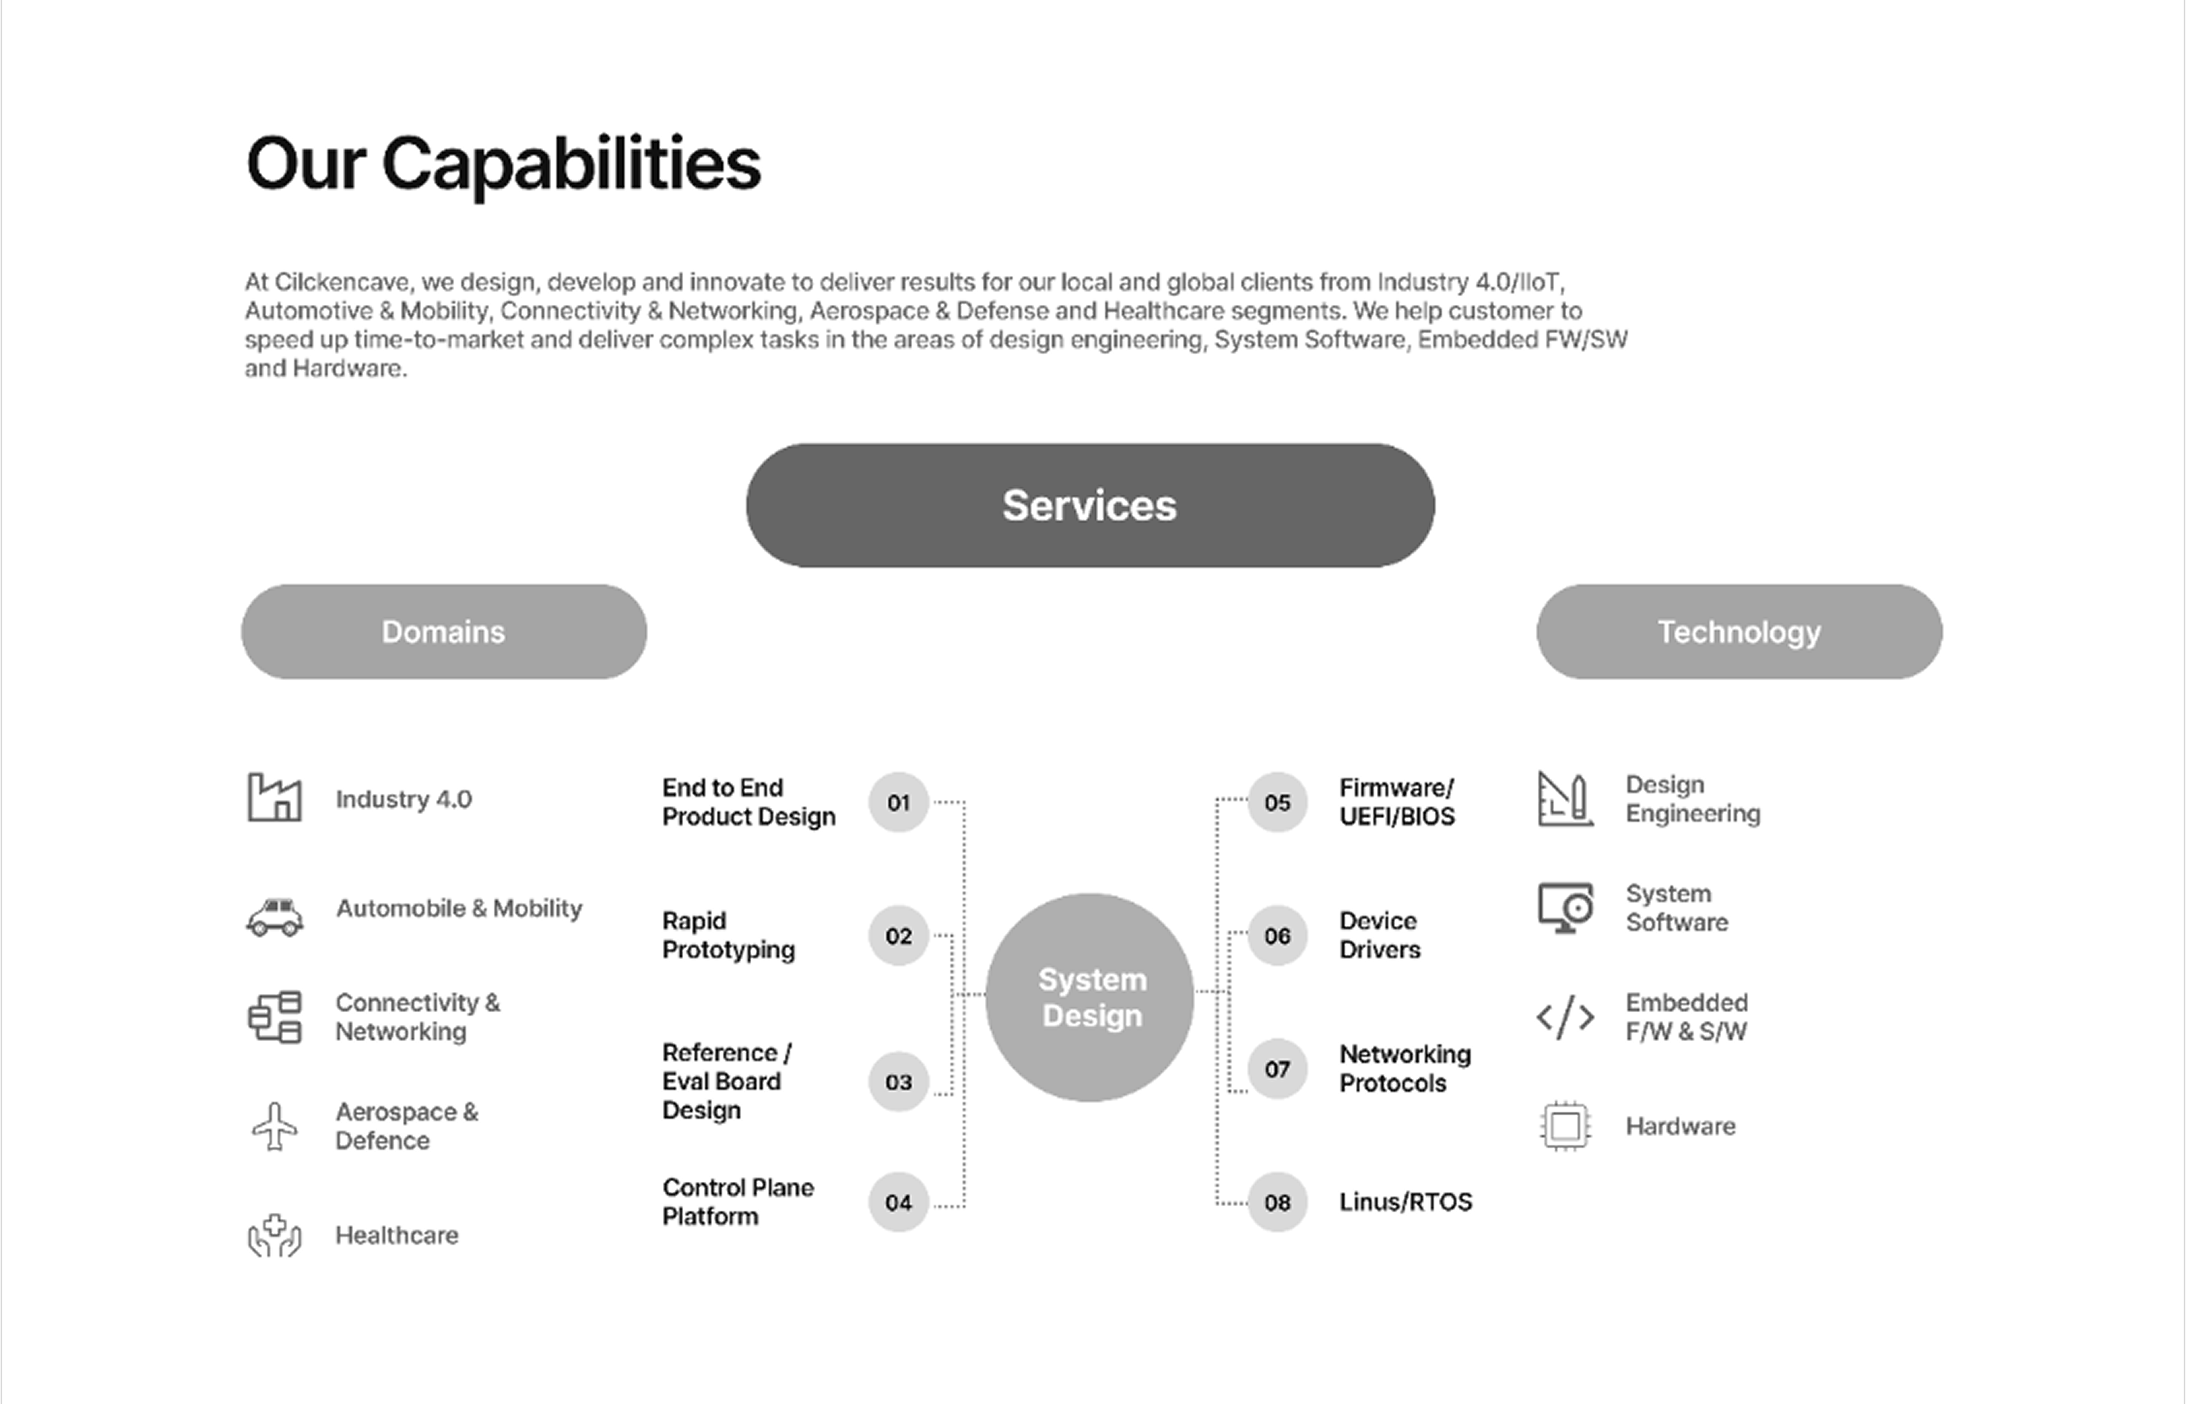 Our Capabilities
At Cilckencave, we design, develop and innovate to deliver results for our local and global clients from Industry 4.0/IIoT,
Automotive & Mobility, Connectivity & Networking, Aerospace & Defense and Healthcare segments. We help customer to
speed up time-to-market and deliver complex tasks in the areas of design engineering, System Software, Embedded FW/SW
and Hardware.
Services
Domains
Technology
Industry 4.0
Automobile & Mobility
Connectivity &
Networking
Aerospace &
Defence
Healthcare
End to End
Product Design
01
Rapid
Prototyping
02
Reference /
Eval Board
Design
03
Control Plane
Platform
04
System
Design
05
Firmware/
UEFI/BIOS
06
Device
Drivers
07
Networking
Protocols
08
Linus/RTOS
Design
Engineering
System
Software
Embedded
F/W & S/W
Hardware